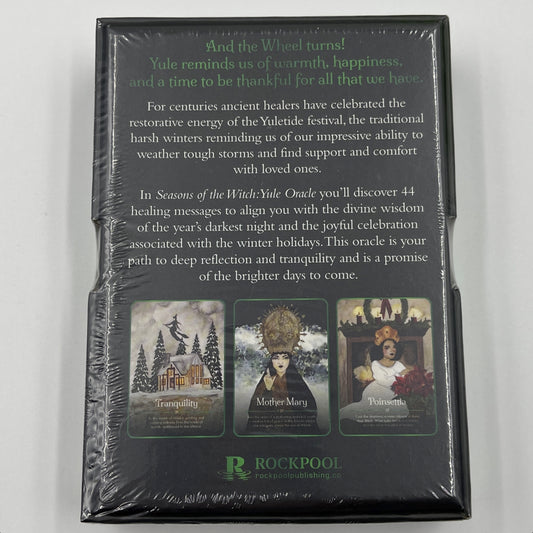 And the Wheel turns!
Yule reminds us of warmth, happiness,
and a time to be thankful for all that we have.
For centuries ancient healers have celebrated the
restorative energy of the Yuletide festival, the traditional
harsh winters reminding us of our impressive ability to
weather tough storms and find support and comfort
with loved ones.
In Seasons of the Witch: Yule Oracle you'll discover 44
healing messages to align you with the divine wisdom
of the year's darkest night and the joyful celebration
associated with the winter holidays. This oracle is your
path to deep reflection and tranquility and is a promise
of the brighter days to come.
Tranquility
Mother Mary
Poinsettia
R ROCKPOOL
rockpoolpublishing.co